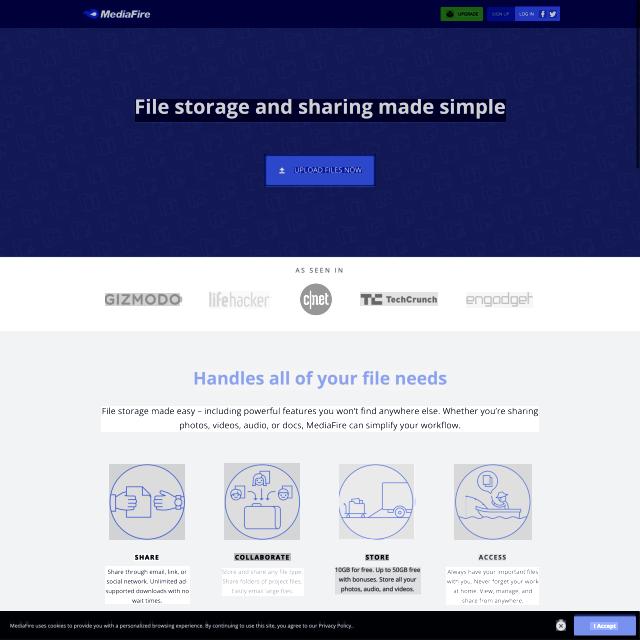 MediaFire
UPGRADE
SIGN UP
LOG IN
File storage and sharing made simple
UPLOAD FILES NOW
AS SEEN IN
GIZMODO
lifehacker
c|net
TC TechCrunch
engadget
Handles all of your file needs
File storage made easy – including powerful features you won't find anywhere else. Whether you're sharing
photos, videos, audio, or docs, MediaFire can simplify your workflow.
SHARE
Share through email, link, or
social network. Unlimited ad-
supported downloads with no
wait times.
COLLABORATE
Store and share any file type.
Share folders of project files.
Easily email large files.
STORE
10GB for free. Up to 50GB free
with bonuses. Store all your
photos, audio, and videos.
ACCESS
Always have your important files
with you. Never forget your work
at home. View, manage, and
share from anywhere.
MediaFire uses cookies to provide you with a personalized browsing experience. By continuing to use this site, you agree to our Privacy Policy.
I Accept